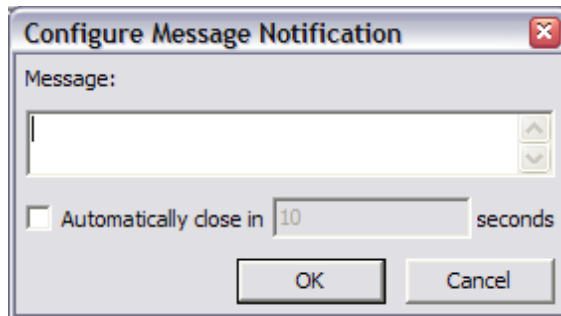 Configure Message Notification
Message:
Automatically close in 10 seconds
OK Cancel